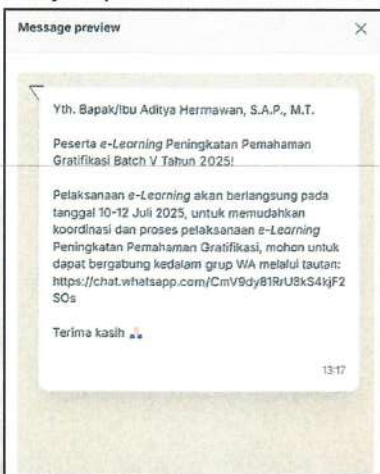 Message preview
Yth. Bapak/Ibu Aditya Hermawan, S.A.P., M.T.
Peserta e-Learning Peningkatan Pemahaman
Gratifikasi Batch V Tahun 2025!
Pelaksanaan e-Learning akan berlangsung pada
tanggal 10-12 Juli 2025, untuk memudahkan
koordinasi dan proses pelaksanaan e-Learning
Peningkatan Pemahaman Gratifikasi, mohon untuk
dapat bergabung kedalam grup WA melalui tautan:
https://chat.whatsapp.com/CmV9dy81RrU8kS4kjF2
SOs
Terima kasih 🙏
13:17